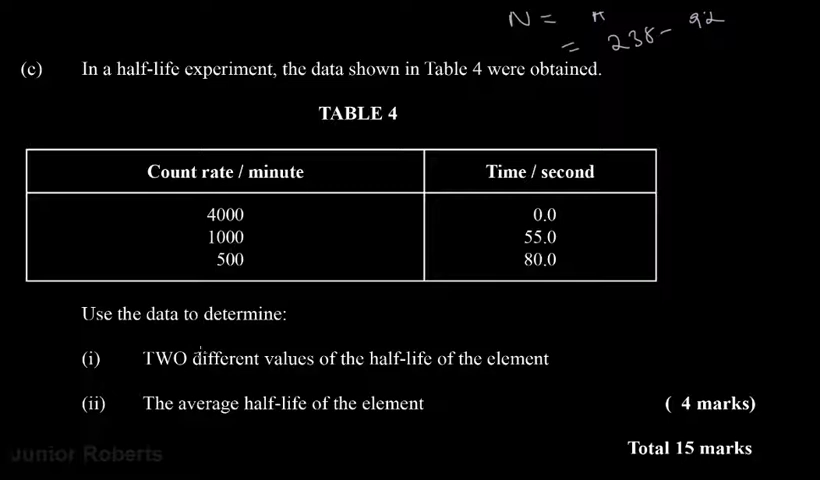 N = A
= 238 - 92
(c) In a half-life experiment, the data shown in Table 4 were obtained.
TABLE 4
Count rate / minute Time / second
4000 0.0
1000 55.0
500 80.0
Use the data to determine:
(i) TWO different values of the half-life of the element
(ii) The average half-life of the element ( 4 marks)
Total 15 marks
Junior Roberts